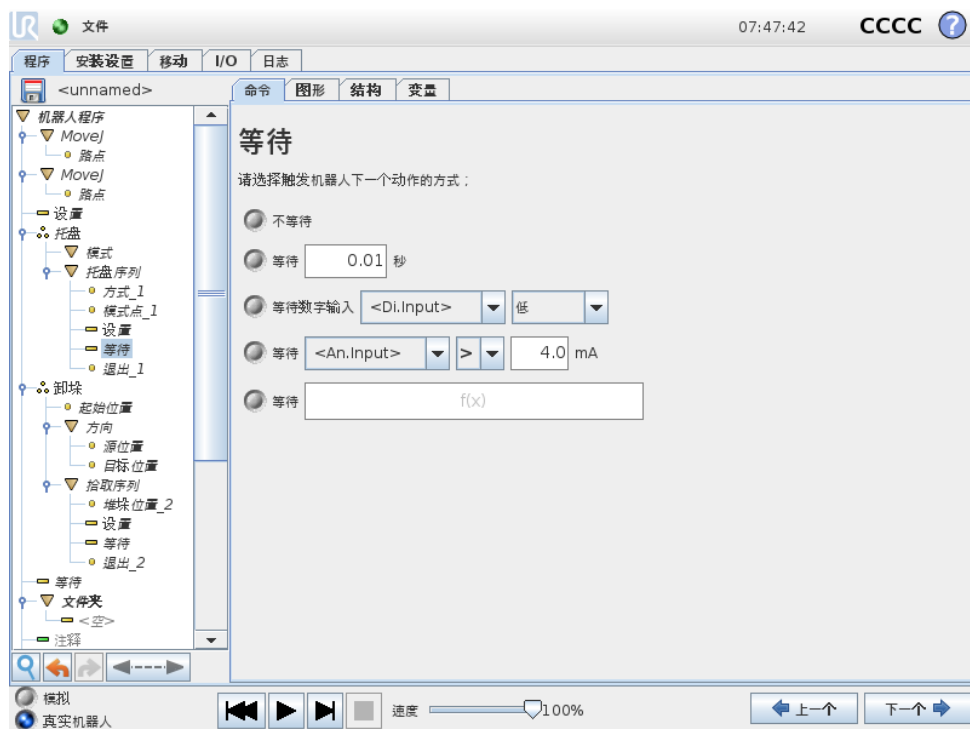 UR 文件 07:47:42 CCCC ?
程序 安装设置 移动 I/O 日志
<unnamed>
命令 图形 结构 变量
机器人程序
MoveJ
路点
MoveJ
路点
设置
托盘
模式
托盘序列
方式_1
模式点_1
设置
等待
退出_1
卸垛
起始位置
方向
源位置
目标位置
拾取序列
堆垛位置_2
设置
等待
退出_2
等待
文件夹
<空>
注释
等待
请选择触发机器人下一个动作的方式；
不等待
等待 0.01 秒
等待数字输入 <Di.Input> 低
等待 <An.Input> > 4.0 mA
等待 f(x)
模拟
真实机器人
速度 100%
上一个 下一个